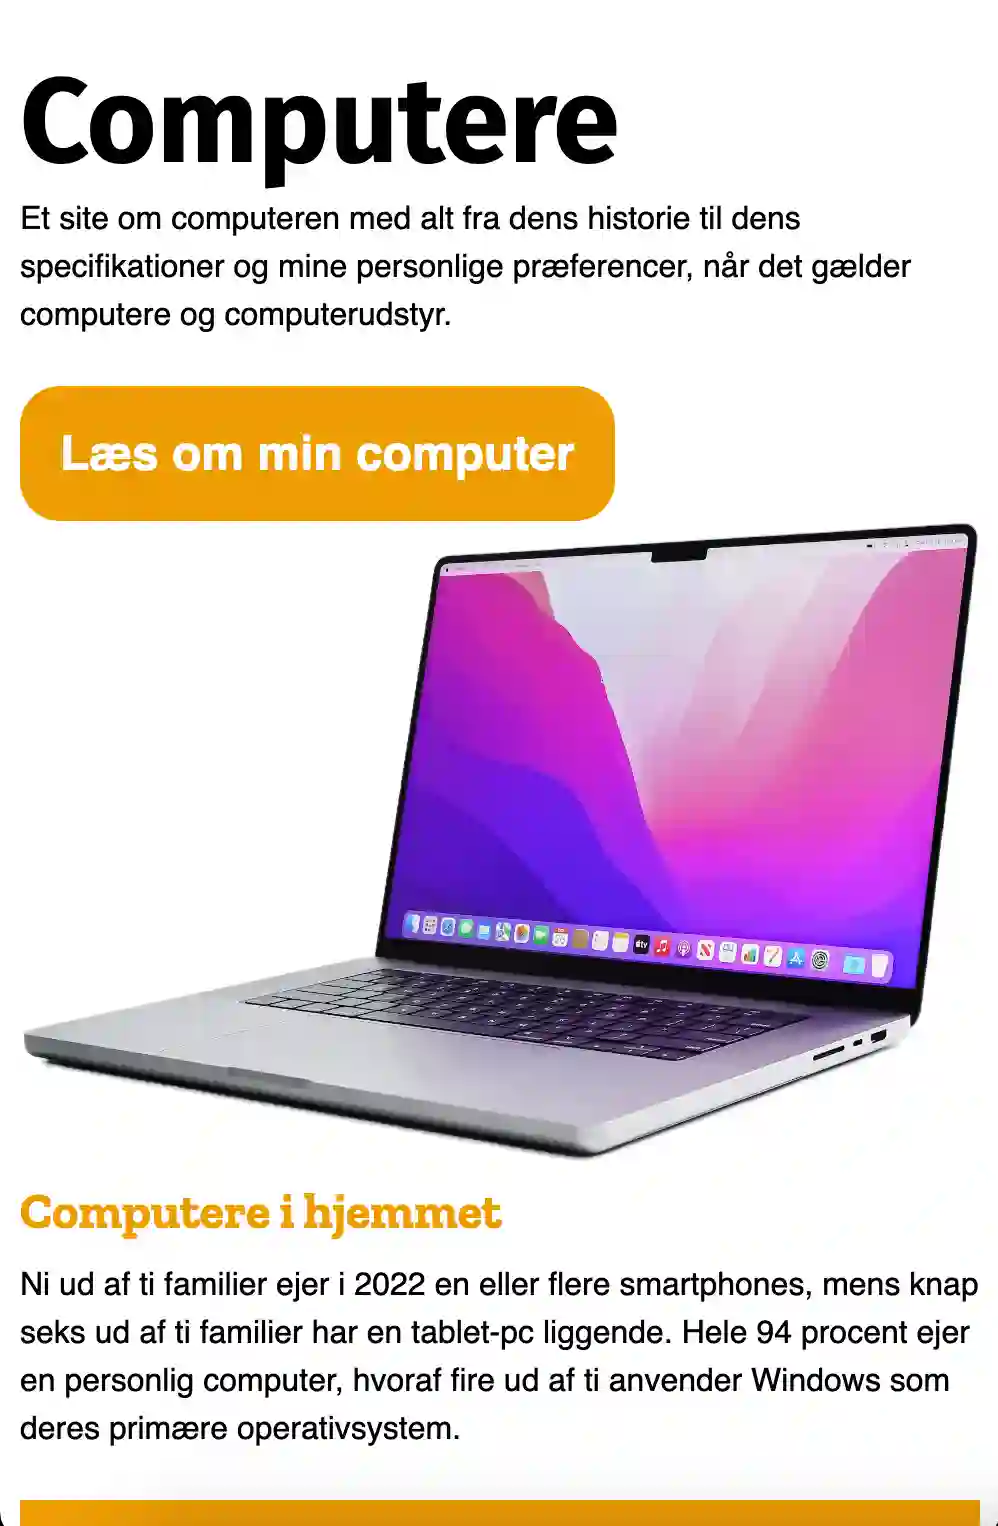 Computere
Et site om computeren med alt fra dens historie til dens
specifikationer og mine personlige præferencer, når det gælder
computere og computerudstyr.
Læs om min computer
Computere i hjemmet
Ni ud af ti familier ejer i 2022 en eller flere smartphones, mens knap
seks ud af ti familier har en tablet-pc liggende. Hele 94 procent ejer
en personlig computer, hvoraf fire ud af ti anvender Windows som
deres primære operativsystem.